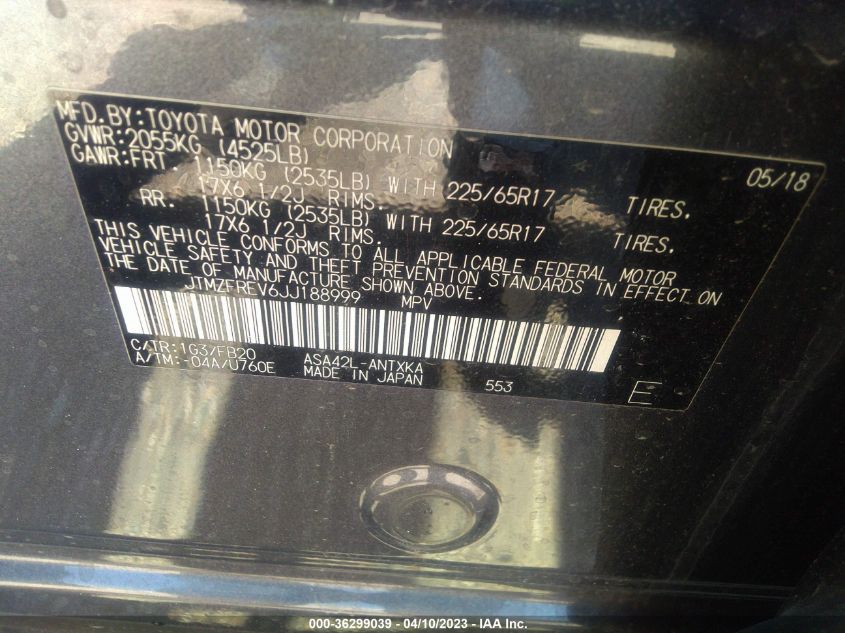 MFD.BY:TOYOTA MOTOR CORPORATION 05/18
GVWR:2055KG (4525LB)
GAWR:FRT. 1150KG (2535LB) WITH 225/65R17 TIRES.
17X6 1/2J RIMS.
RR. 1150KG (2535LB) WITH 225/65R17 TIRES.
17X6 1/2J RIMS.
THIS VEHICLE CONFORMS TO ALL APPLICABLE FEDERAL MOTOR
VEHICLE SAFETY AND THEFT PREVENTION STANDARDS IN EFFECT ON
THE DATE OF MANUFACTURE SHOWN ABOVE.
JTMZFREV6JJ188999 MPV
C/TR:1G37FB20 ASA42L-ANTXKA
A/TM:-04A/U760E MADE IN JAPAN 553 E
000-36299039 - 04/10/2023 - IAA Inc.